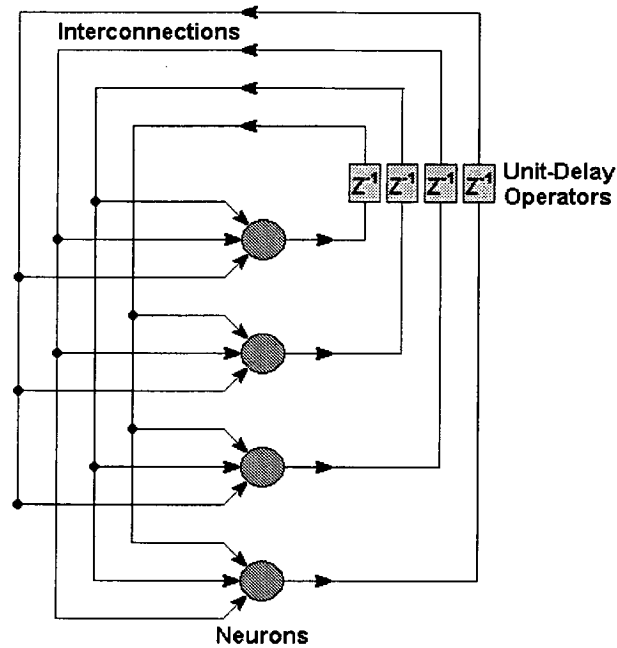 Interconnections
Z⁻¹ Z⁻¹ Z⁻¹ Z⁻¹
Unit-Delay
Operators
Neurons